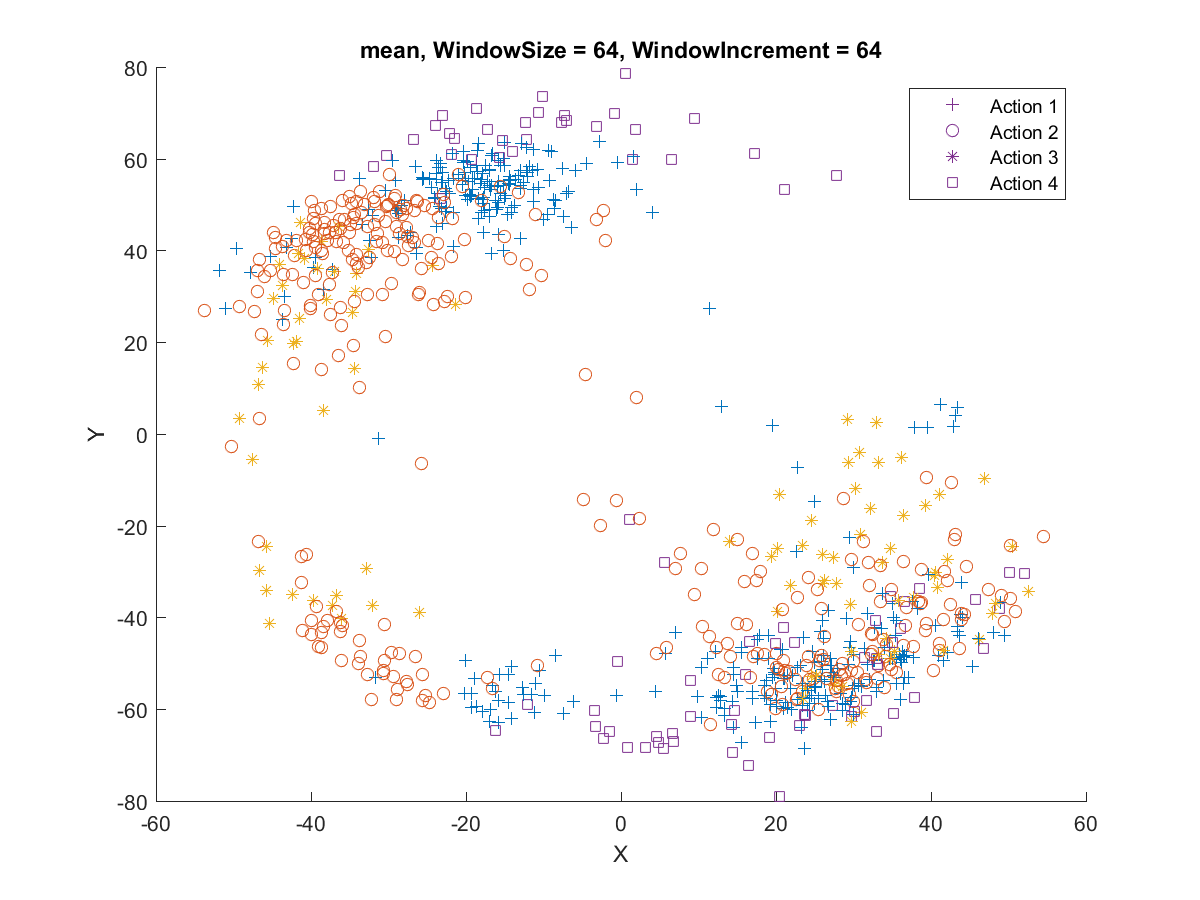 mean, WindowSize = 64, WindowIncrement = 64
80
60
40
20
0
-20
-40
-60
-80
Y
Action 1
Action 2
Action 3
Action 4
-60 -40 -20 0 20 40 60
X